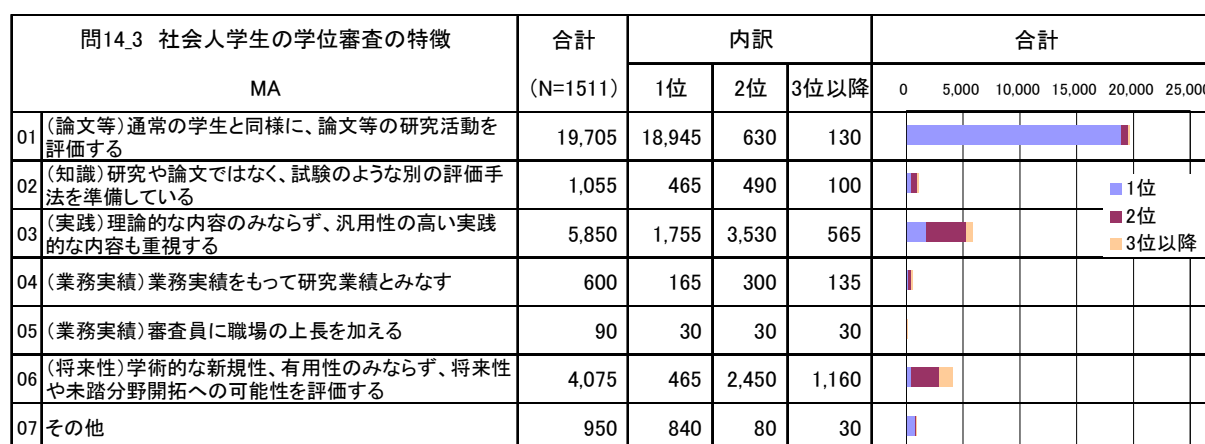 問14_3 社会人学生の学位審査の特徴 合計 内訳 合計
MA （N=1511） 1位 2位 3位以降 0 5,000 10,000 15,000 20,000 25,000
01 （論文等）通常の学生と同様に、論文等の研究活動を
評価する 19,705 18,945 630 130
02 （知識）研究や論文ではなく、試験のような別の評価手
法を準備している 1,055 465 490 100
03 （実践）理論的な内容のみならず、汎用性の高い実践
的な内容も重視する 5,850 1,755 3,530 565
04 （業務実績）業務実績をもって研究業績とみなす 600 165 300 135
05 （業務実績）審査員に職場の上長を加える 90 30 30 30
06 （将来性）学術的な新規性、有用性のみならず、将来性
や未踏分野開拓への可能性を評価する 4,075 465 2,450 1,160
07 その他 950 840 80 30
1位
2位
3位以降